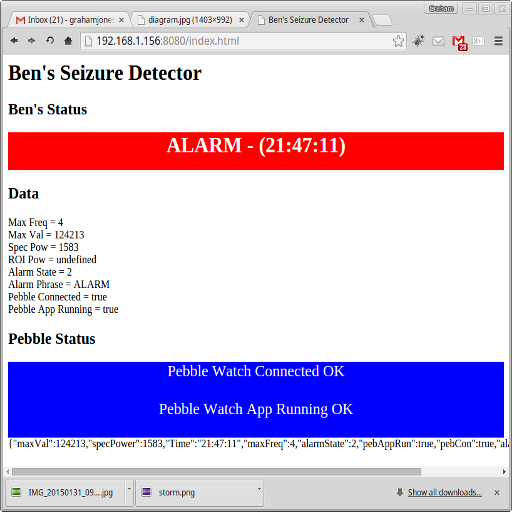 Graham
Inbox (21) - grahamjone
diagram.jpg (1403×992)
Ben's Seizure Detector
192.168.1.156:8080/index.html
Ben's Seizure Detector
Ben's Status
ALARM - (21:47:11)
Data
Max Freq = 4
Max Val = 124213
Spec Pow = 1583
ROI Pow = undefined
Alarm State = 2
Alarm Phrase = ALARM
Pebble Connected = true
Pebble App Running = true
Pebble Status
Pebble Watch Connected OK
Pebble Watch App Running OK
{"maxVal":124213,"specPower":1583,"Time":"21:47:11","maxFreq":4,"alarmState":2,"pebAppRun":true,"pebCon":true,"al
IMG_20150131_09....jpg
storm.png
Show all downloads...